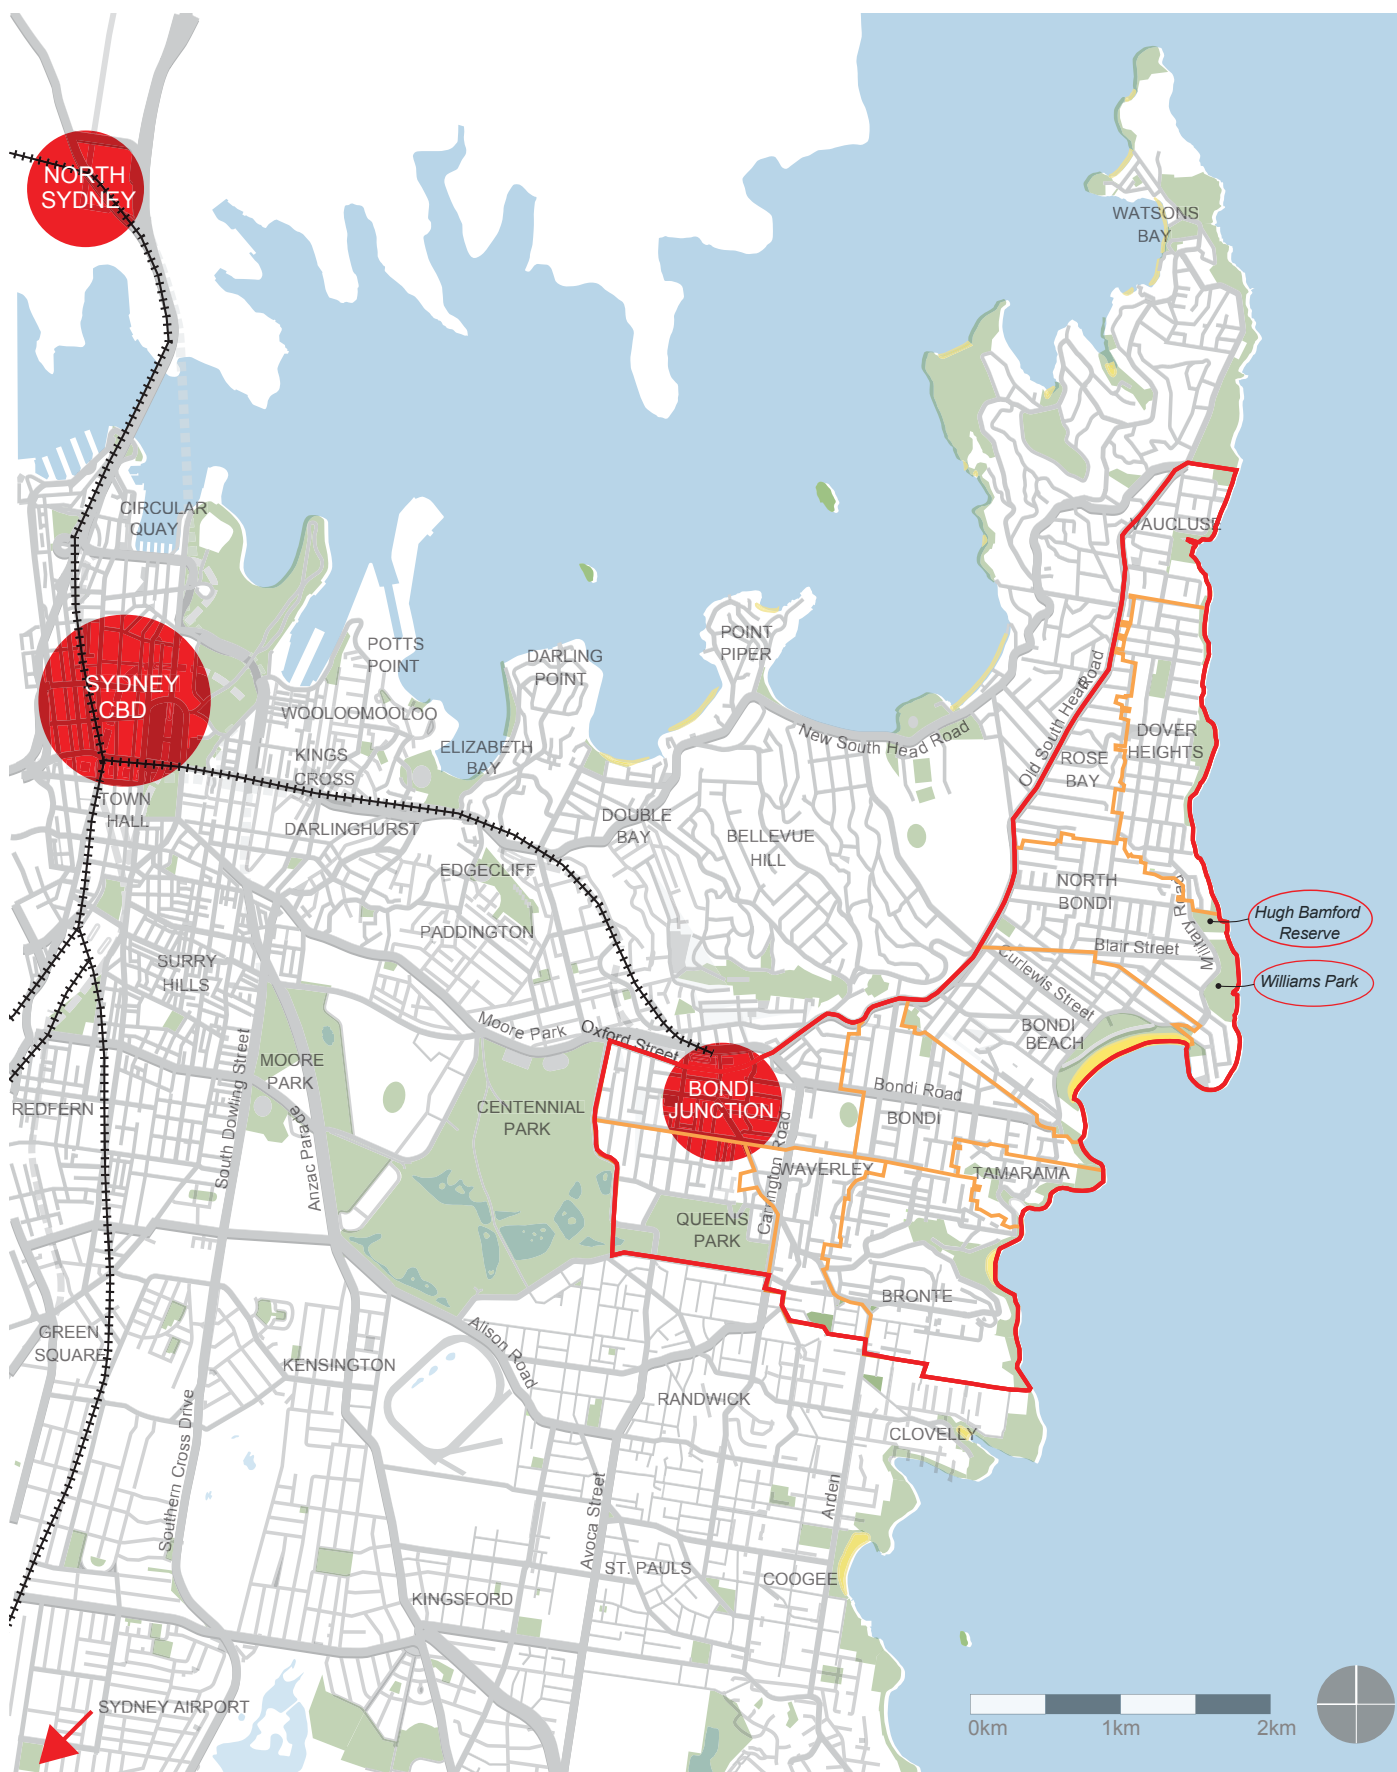 NORTH
SYDNEY
WATSONS
BAY
CIRCULAR
QUAY
VAUCLUSE
POTTS
POINT
DARLING
POINT
POINT
PIPER
SYDNEY
CBD
WOOLOOMOOLOO
KINGS
CROSS
ELIZABETH
BAY
New South Head Road
Old South Head Road
DOVER
HEIGHTS
ROSE
BAY
TOWN
HALL
DARLINGHURST
DOUBLE
BAY
BELLEVUE
HILL
EDGECLIFF
NORTH
BONDI
Military Road
Hugh Bamford
Reserve
PADDINGTON
Blair Street
SURRY
HILLS
Curlewis Street
Williams Park
Moore Park
Oxford Street
BONDI
BEACH
MOORE
PARK
South Dowling Street
Anzac Parade
REDFERN
CENTENNIAL
PARK
BONDI
JUNCTION
Bondi Road
BONDI
Carrington Road
WAVERLEY
TAMARAMA
QUEENS
PARK
BRONTE
GREEN
SQUARE
KENSINGTON
Alison Road
RANDWICK
CLOVELLY
Southern Cross Drive
Avoca Street
Arden
ST. PAULS
COOGEE
KINGSFORD
SYDNEY AIRPORT
0km
1km
2km